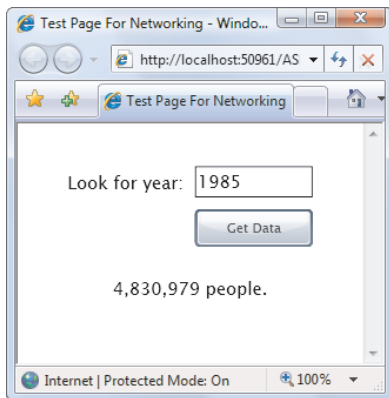 Test Page For Networking - Windo...
http://localhost:50961/AS
Test Page For Networking
Look for year: 1985
Get Data
4,830,979 people.
Internet | Protected Mode: On 100%